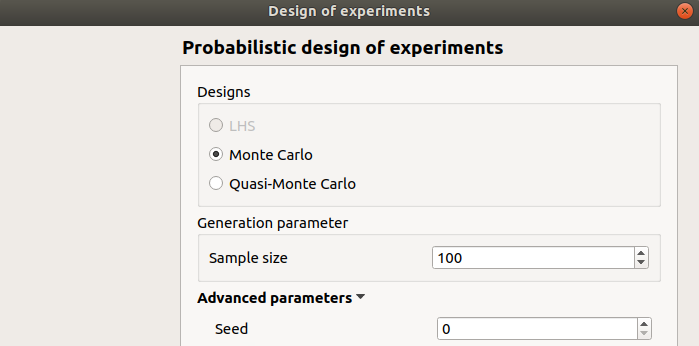 Design of experiments
Probabilistic design of experiments
Designs
LHS
Monte Carlo
Quasi-Monte Carlo
Generation parameter
Sample size 100
Advanced parameters
Seed 0